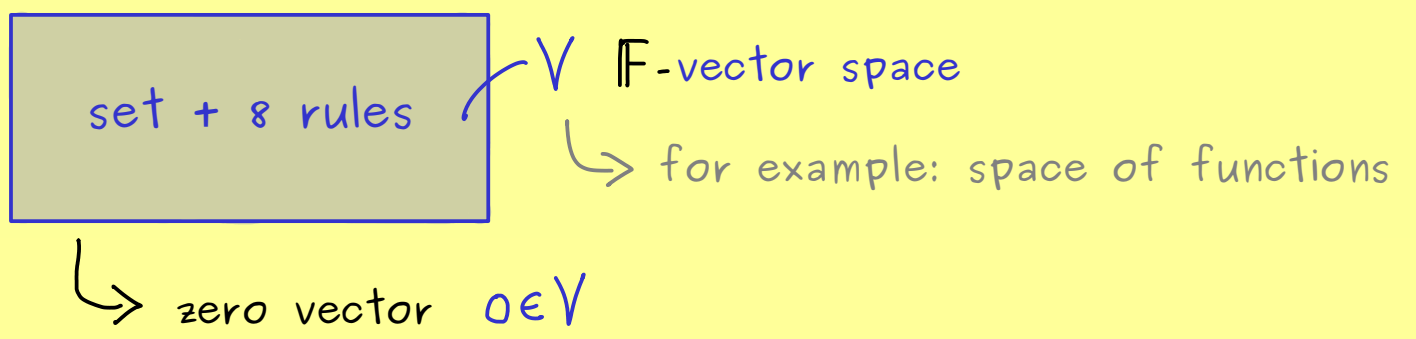 set + 8 rules
V 𝔽-vector space
for example: space of functions
zero vector 0∈V